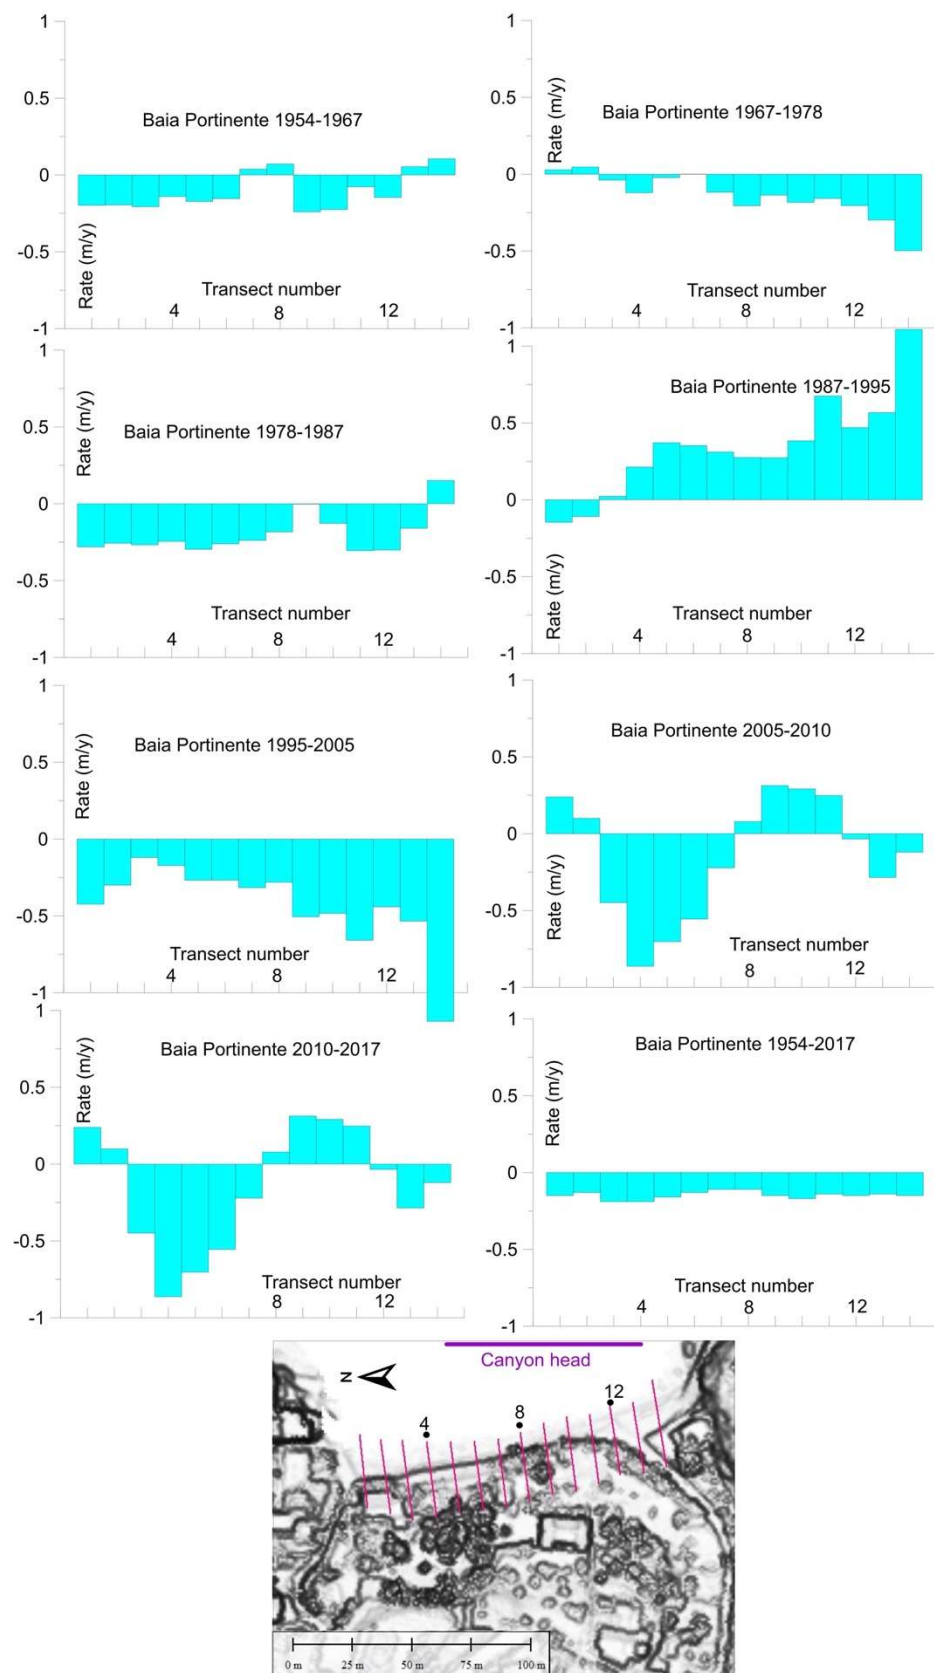 1
0.5
0
-0.5
-1
Rate (m/y)
Baia Portinente 1954-1967
Transect number
4 8 12
1
0.5
0
-0.5
-1
Rate (m/y)
Baia Portinente 1967-1978
Transect number
4 8 12
1
0.5
0
-0.5
-1
Rate (m/y)
Baia Portinente 1978-1987
Transect number
4 8 12
1
0.5
0
-0.5
-1
Rate (m/y)
Baia Portinente 1987-1995
Transect number
4 8 12
1
0.5
0
-0.5
-1
Rate (m/y)
Baia Portinente 1995-2005
Transect number
4 8 12
1
0.5
0
-0.5
-1
Rate (m/y)
Baia Portinente 2005-2010
Transect number
8 12
1
0.5
0
-0.5
-1
Rate (m/y)
Baia Portinente 2010-2017
Transect number
8 12
1
0.5
0
-0.5
-1
Rate (m/y)
Baia Portinente 1954-2017
Transect number
4 8 12
Canyon head
N
4 8 12
0 m 25 m 50 m 75 m 100 m